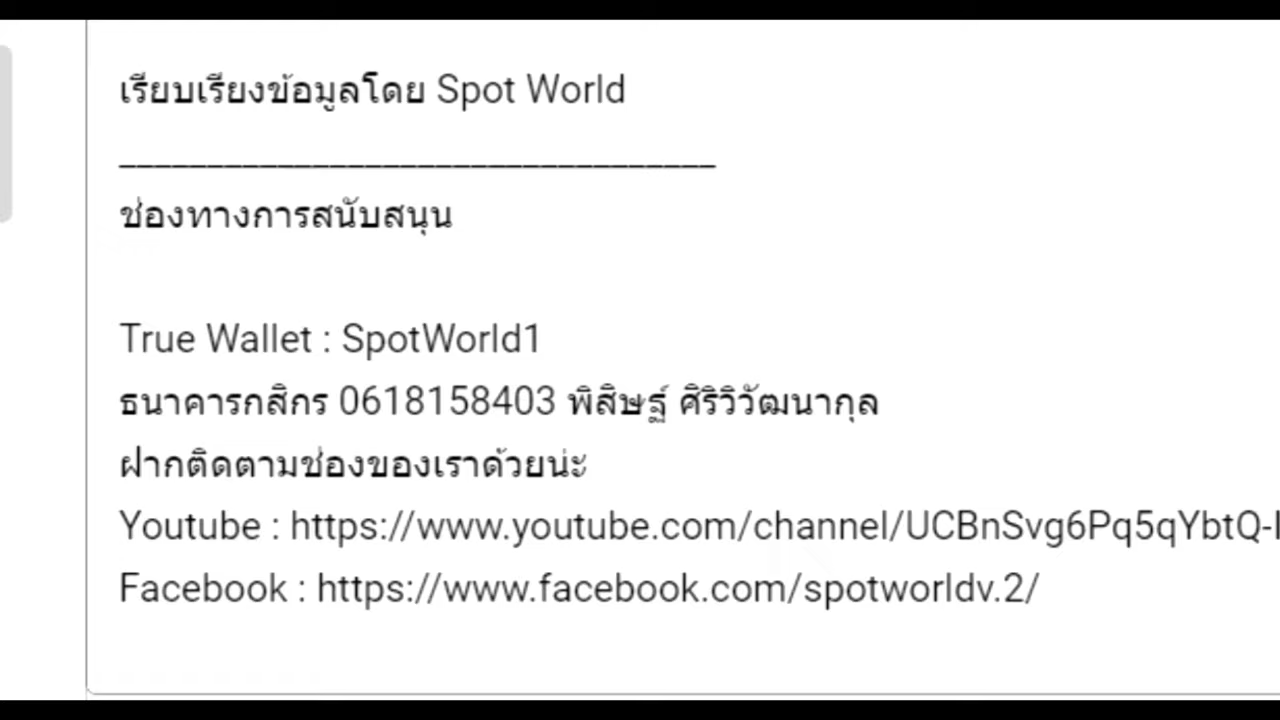 เรียบเรียงข้อมูลโดย Spot World
__________________________________
ช่องทางการสนับสนุน
True Wallet : SpotWorld1
ธนาคารกสิกร 0618158403 พิสิษฐ์ ศิริวิวัฒนากุล
ฝากติดตามช่องของเราด้วยน่ะ
Youtube : https://www.youtube.com/channel/UCBnSvg6Pq5qYbtQ-
Facebook : https://www.facebook.com/spotworldv.2/